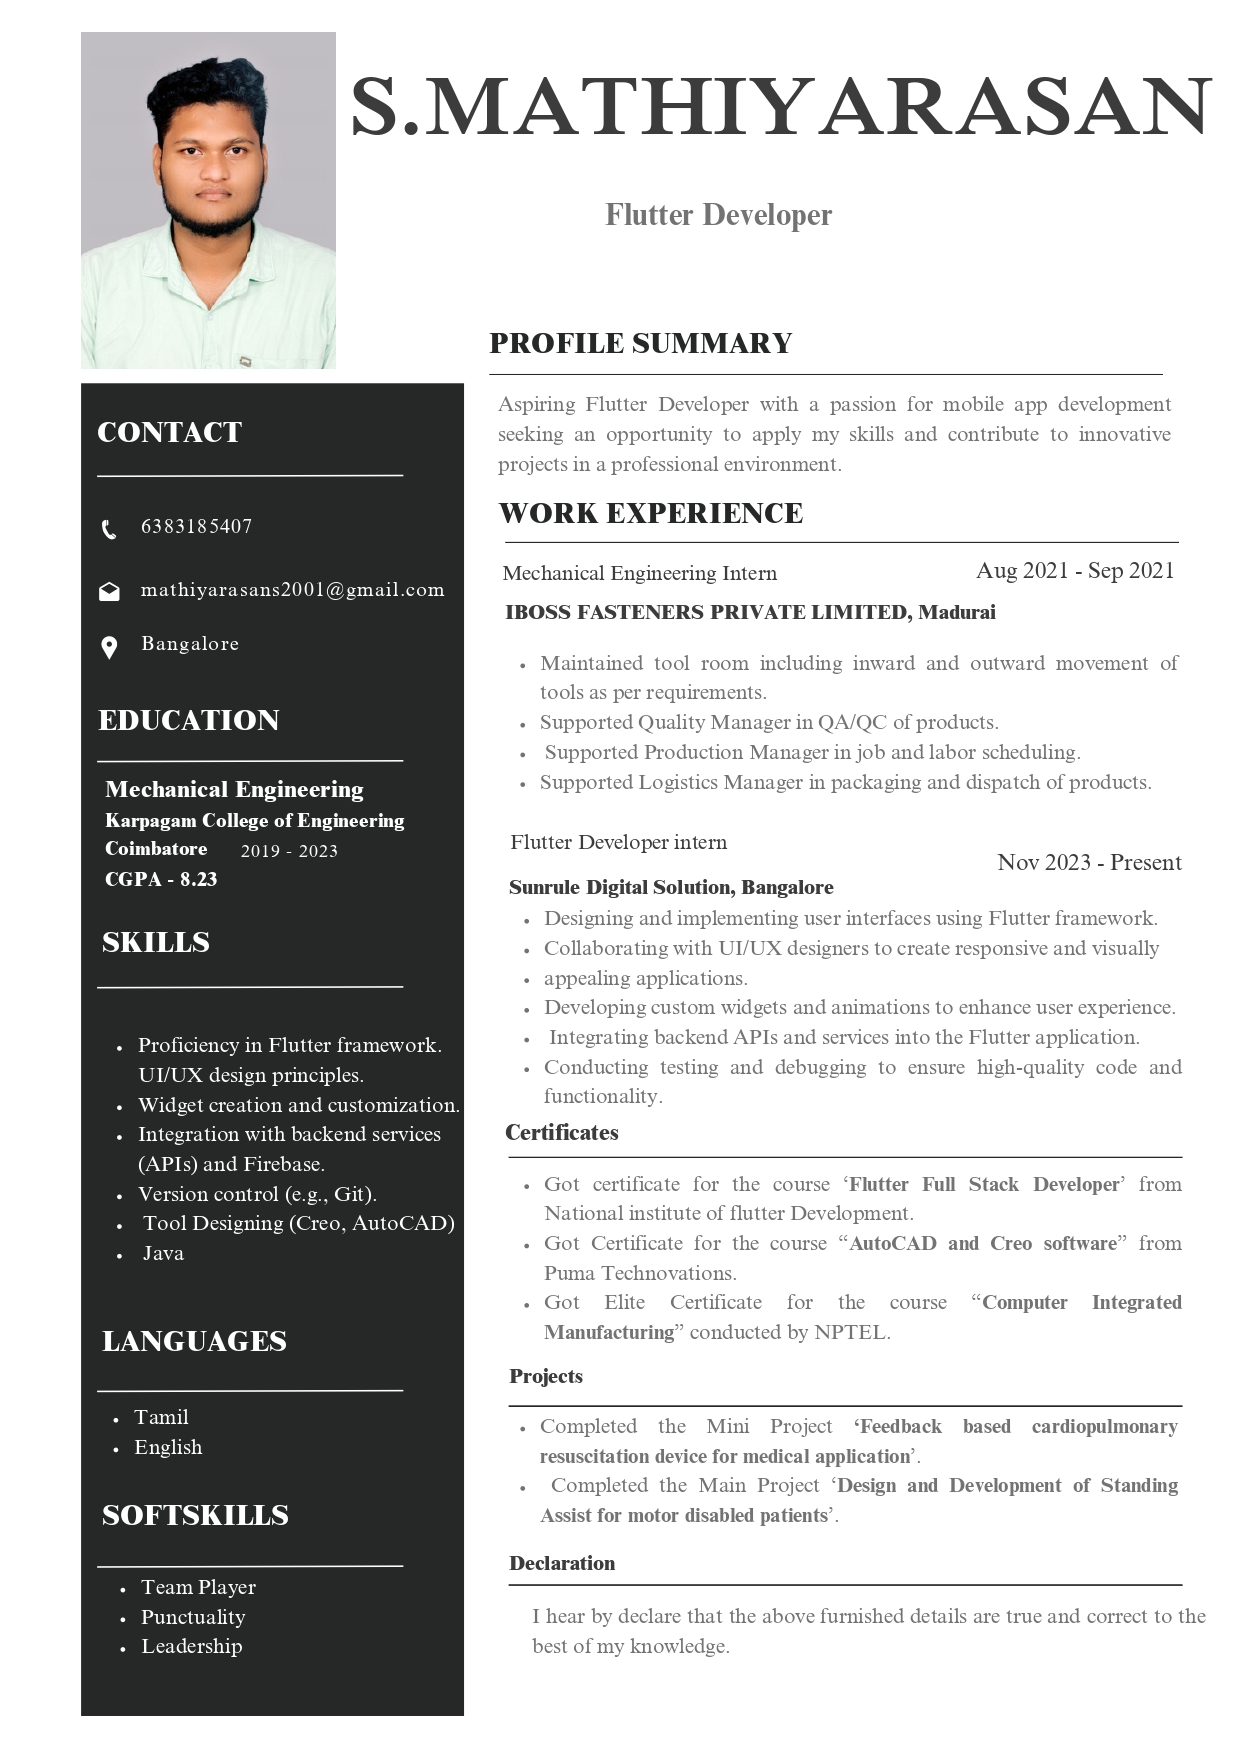 S.MATHIYARASAN
Flutter Developer
CONTACT
6383185407
mathiyarasans2001@gmail.com
Bangalore
EDUCATION
Mechanical Engineering
Karpagam College of Engineering
Coimbatore 2019 - 2023
CGPA - 8.23
SKILLS
• Proficiency in Flutter framework.
UI/UX design principles.
• Widget creation and customization.
• Integration with backend services
(APIs) and Firebase.
• Version control (e.g., Git).
• Tool Designing (Creo, AutoCAD)
• Java
LANGUAGES
• Tamil
• English
SOFTSKILLS
• Team Player
• Punctuality
• Leadership
PROFILE SUMMARY
Aspiring Flutter Developer with a passion for mobile app development
seeking an opportunity to apply my skills and contribute to innovative
projects in a professional environment.
WORK EXPERIENCE
Mechanical Engineering Intern Aug 2021 - Sep 2021
IBOSS FASTENERS PRIVATE LIMITED, Madurai
• Maintained tool room including inward and outward movement of
tools as per requirements.
• Supported Quality Manager in QA/QC of products.
• Supported Production Manager in job and labor scheduling.
• Supported Logistics Manager in packaging and dispatch of products.
Flutter Developer intern
Nov 2023 - Present
Sunrule Digital Solution, Bangalore
• Designing and implementing user interfaces using Flutter framework.
• Collaborating with UI/UX designers to create responsive and visually
• appealing applications.
• Developing custom widgets and animations to enhance user experience.
• Integrating backend APIs and services into the Flutter application.
• Conducting testing and debugging to ensure high-quality code and
functionality.
Certificates
• Got certificate for the course ‘Flutter Full Stack Developer’ from
National institute of flutter Development.
• Got Certificate for the course “AutoCAD and Creo software” from
Puma Technovations.
• Got Elite Certificate for the course “Computer Integrated
Manufacturing” conducted by NPTEL.
Projects
• Completed the Mini Project ‘Feedback based cardiopulmonary
resuscitation device for medical application’.
• Completed the Main Project ‘Design and Development of Standing
Assist for motor disabled patients’.
Declaration
I hear by declare that the above furnished details are true and correct to the
best of my knowledge.